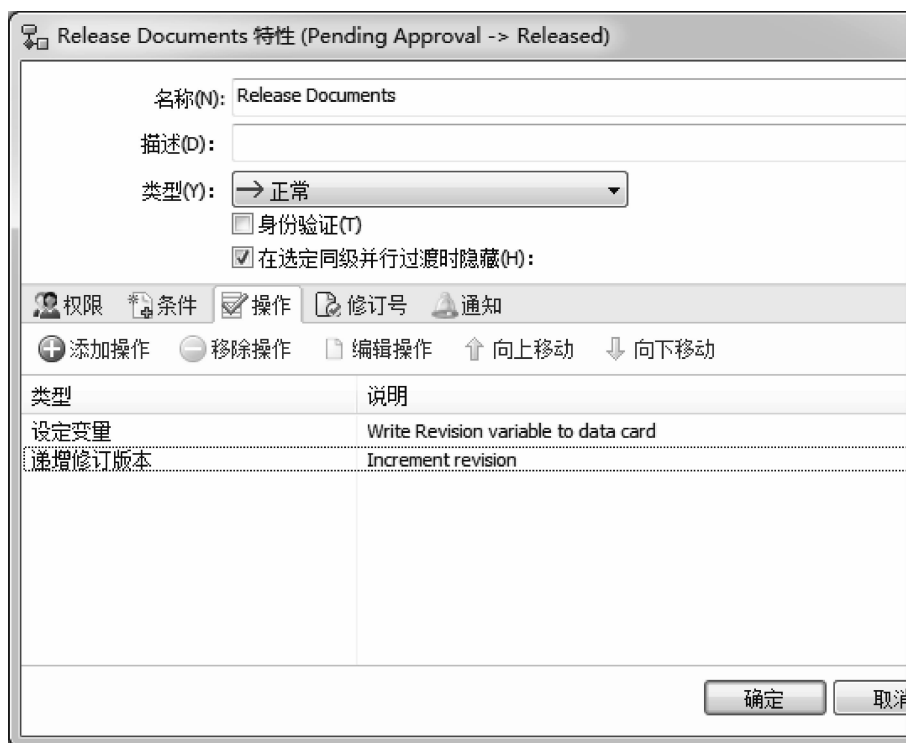 Release Documents 特性 (Pending Approval -> Released)
名称(N): Release Documents
描述(D):
类型(Y): 正常
身份验证(T)
在选定同级并行过渡时隐藏(H):
权限 条件 操作 修订号 通知
添加操作 移除操作 编辑操作 向上移动 向下移动
类型 说明
设定变量 Write Revision variable to data card
递增修订版本 Increment revision
确定 取消